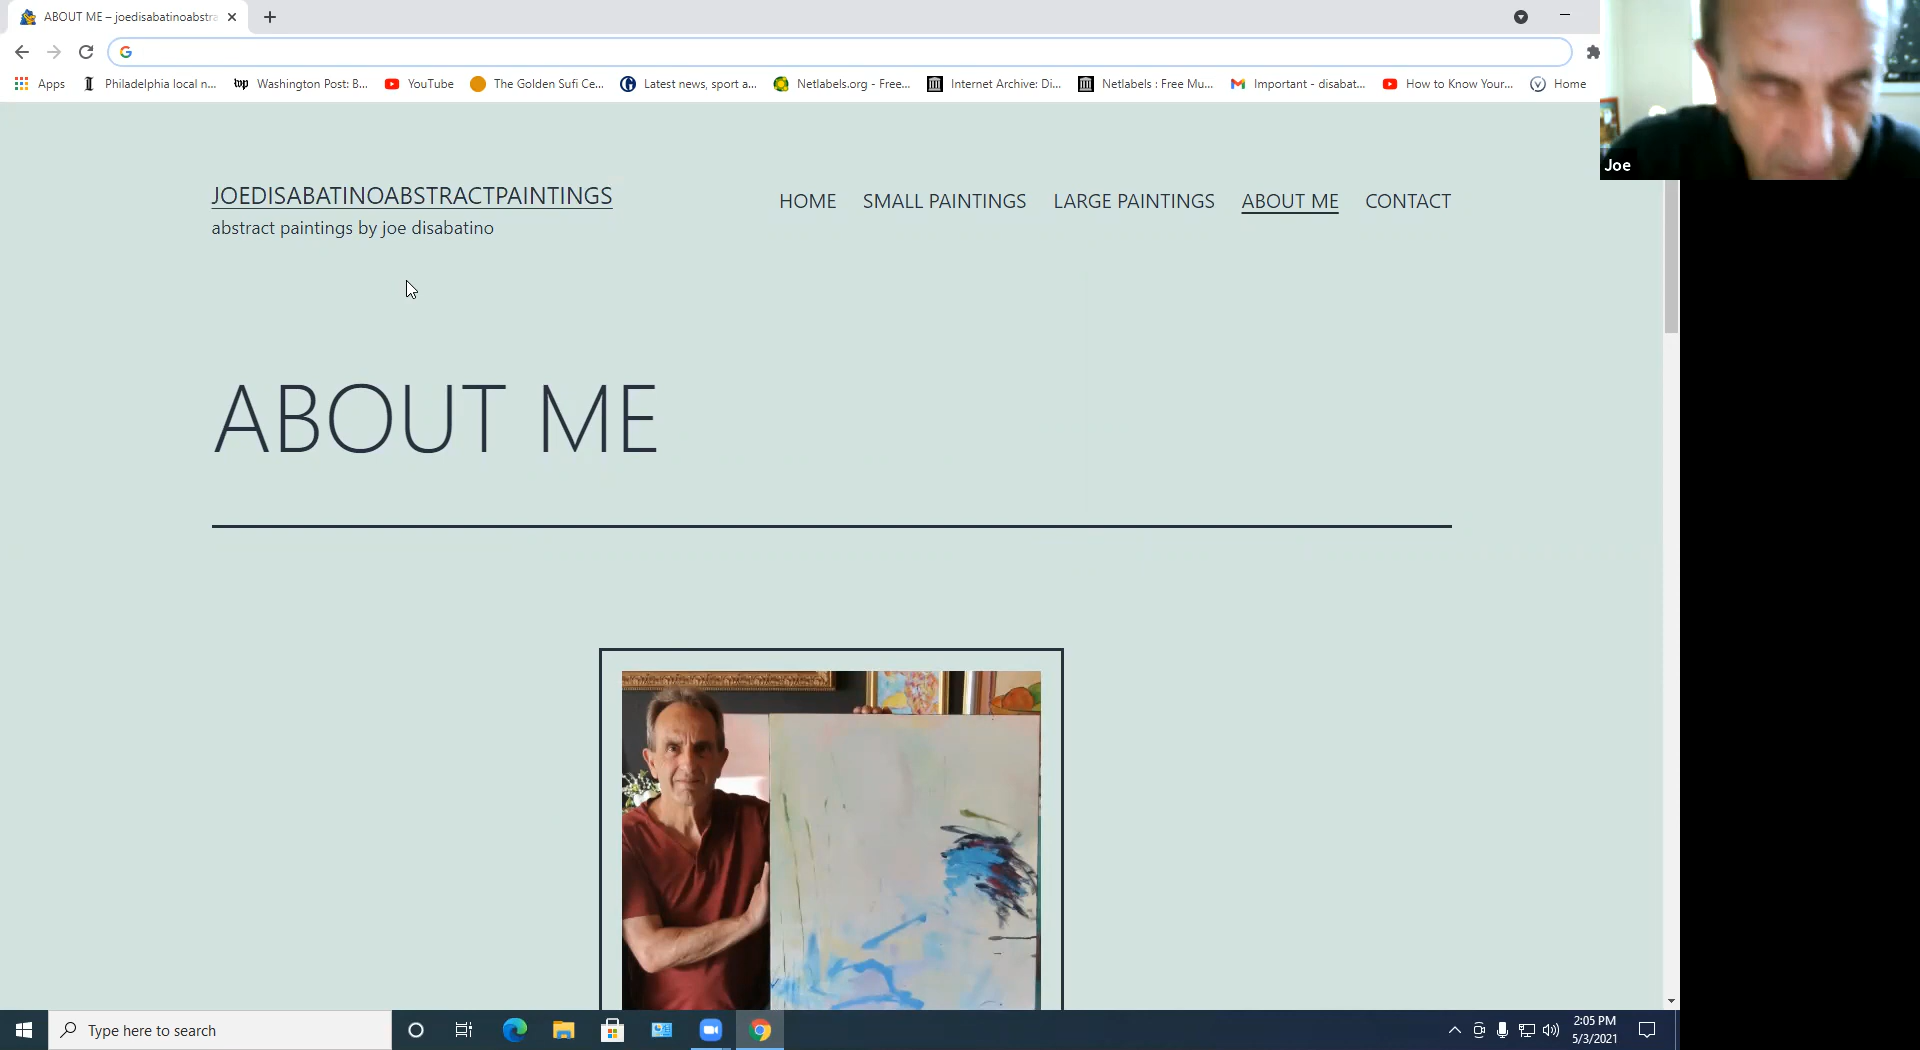 ABOUT ME – joedisabatinoabstra
Apps
Philadelphia local n...
wp
Washington Post: B...
YouTube
The Golden Sufi Ce...
Latest news, sport a...
Netlabels.org - Free...
Internet Archive: Di...
Netlabels : Free Mu...
Important - disabat...
How to Know Your...
Home
Joe
JOEDISABATINOABSTRACTPAINTINGS
abstract paintings by joe disabatino
HOME SMALL PAINTINGS LARGE PAINTINGS ABOUT ME CONTACT
ABOUT ME
Type here to search
2:05 PM
5/3/2021